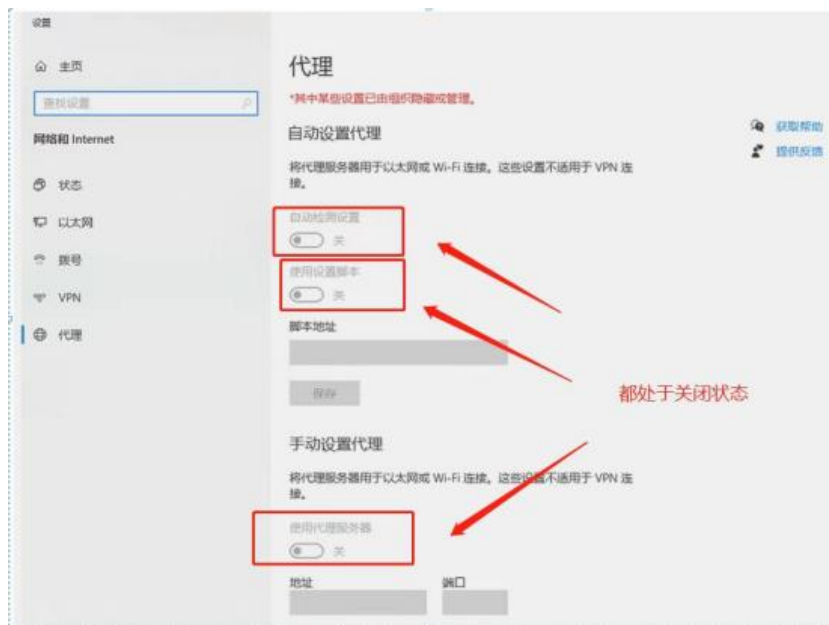 设置
主页
查找设置
网络和 Internet
状态
以太网
拨号
VPN
代理
代理
*其中某些设置已由组织隐藏或管理。
自动设置代理
将代理服务器用于以太网或 Wi-Fi 连接。这些设置不适用于 VPN 连
接。
自动检测设置
关
使用设置脚本
关
脚本地址
保存
手动设置代理
将代理服务器用于以太网或 Wi-Fi 连接。这些设置不适用于 VPN 连
接。
使用代理服务器
关
地址 端口
获取帮助
提供反馈
都处于关闭状态